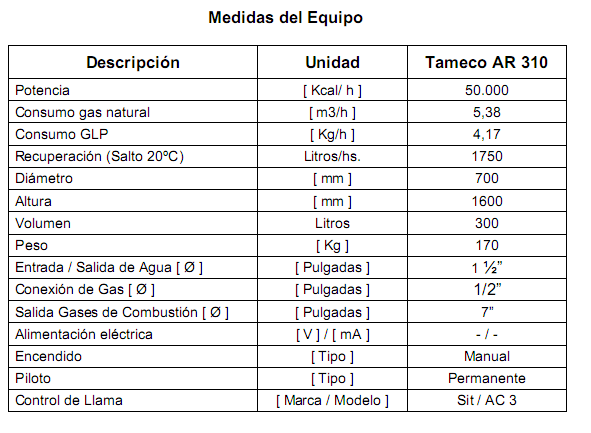 Medidas del Equipo
Descripción Unidad Tameco AR 310
Potencia [ Kcal/ h ] 50.000
Consumo gas natural [ m3/h ] 5,38
Consumo GLP [ Kg/h ] 4,17
Recuperación (Salto 20ºC) Litros/hs. 1750
Diámetro [ mm ] 700
Altura [ mm ] 1600
Volumen Litros 300
Peso [ Kg ] 170
Entrada / Salida de Agua [ Ø ] [ Pulgadas ] 1 ½”
Conexión de Gas [ Ø ] [ Pulgadas ] 1/2”
Salida Gases de Combustión [ Ø ] [ Pulgadas ] 7”
Alimentación eléctrica [ V ] / [ mA ] - / -
Encendido [ Tipo ] Manual
Piloto [ Tipo ] Permanente
Control de Llama [ Marca / Modelo ] Sit / AC 3